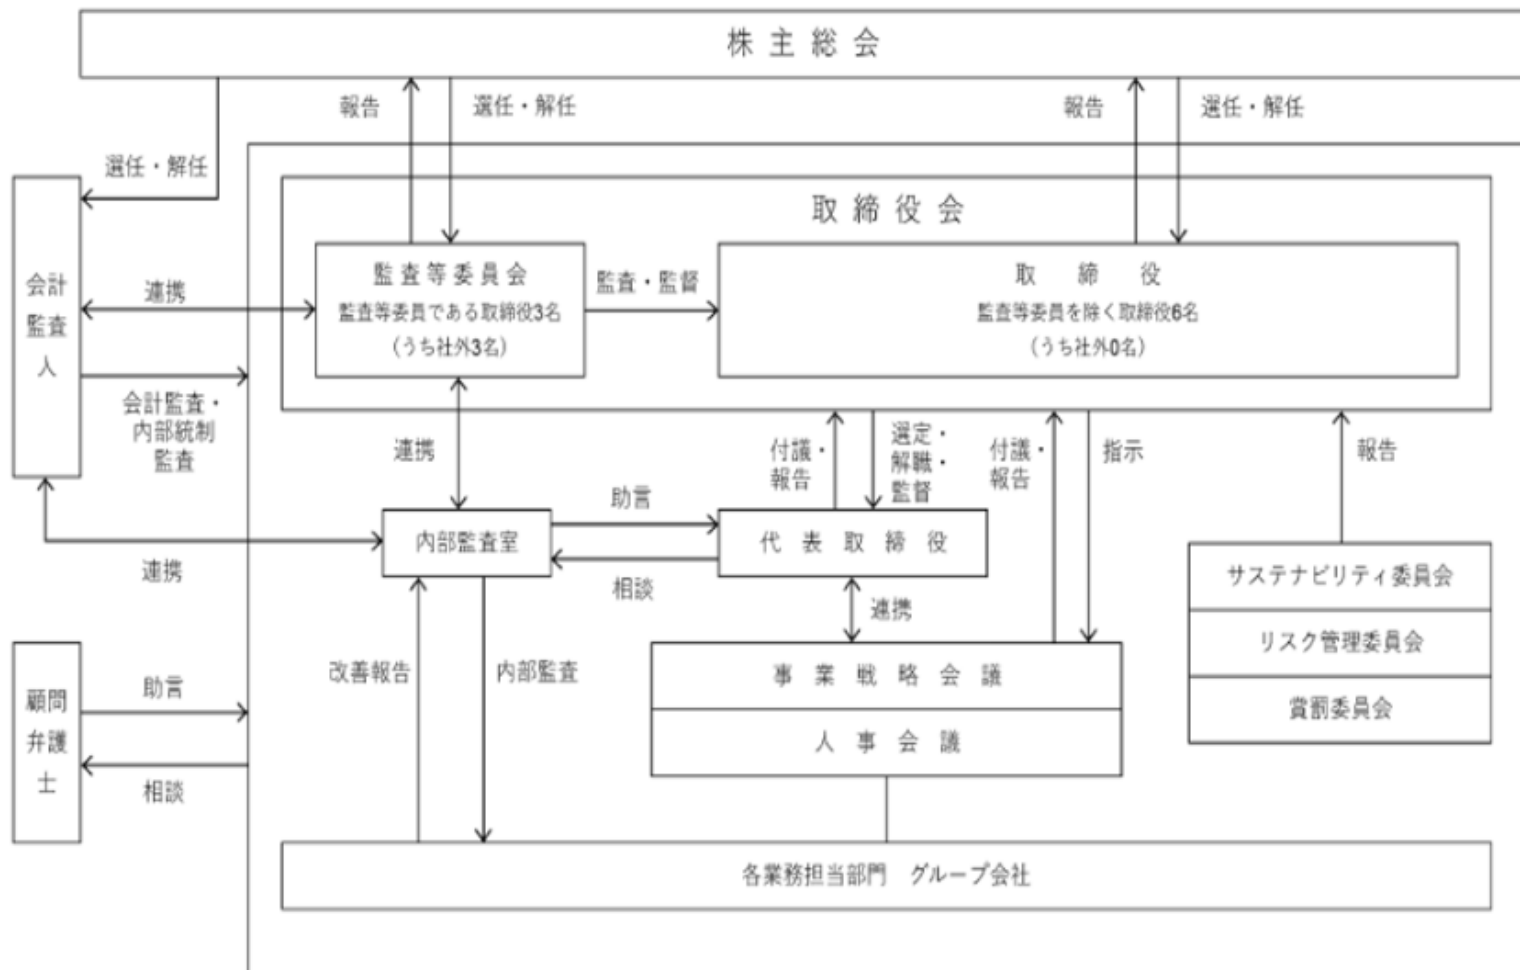 株主総会
報告
選任・解任
報告
選任・解任
選任・解任
取締役会
会計
監査
人
連携
監査等委員会
監査等委員である取締役3名
（うち社外3名）
監査・監督
取締役
監査等委員を除く取締役6名
（うち社外0名）
会計監査・
内部統制
監査
連携
付議・
報告
選定・
解職・
監督
付議・
報告
指示
報告
助言
内部監査室
代表取締役
連携
相談
連携
サステナビリティ委員会
リスク管理委員会
賞罰委員会
顧問
弁護
士
助言
相談
改善報告
内部監査
事業戦略会議
人事会議
各業務担当部門　グループ会社